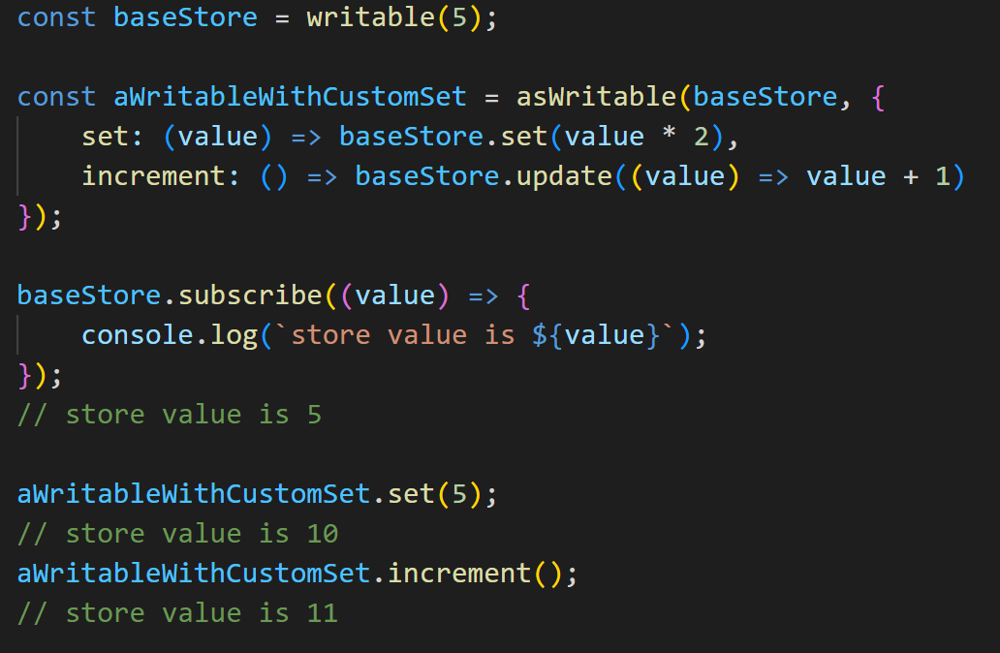 const baseStore = writable(5);
const aWritableWithCustomSet = asWritable(baseStore, {
    set: (value) => baseStore.set(value * 2),
    increment: () => baseStore.update((value) => value + 1)
});
baseStore.subscribe((value) => {
    console.log(`store value is ${value}`);
});
// store value is 5
aWritableWithCustomSet.set(5);
// store value is 10
aWritableWithCustomSet.increment();
// store value is 11